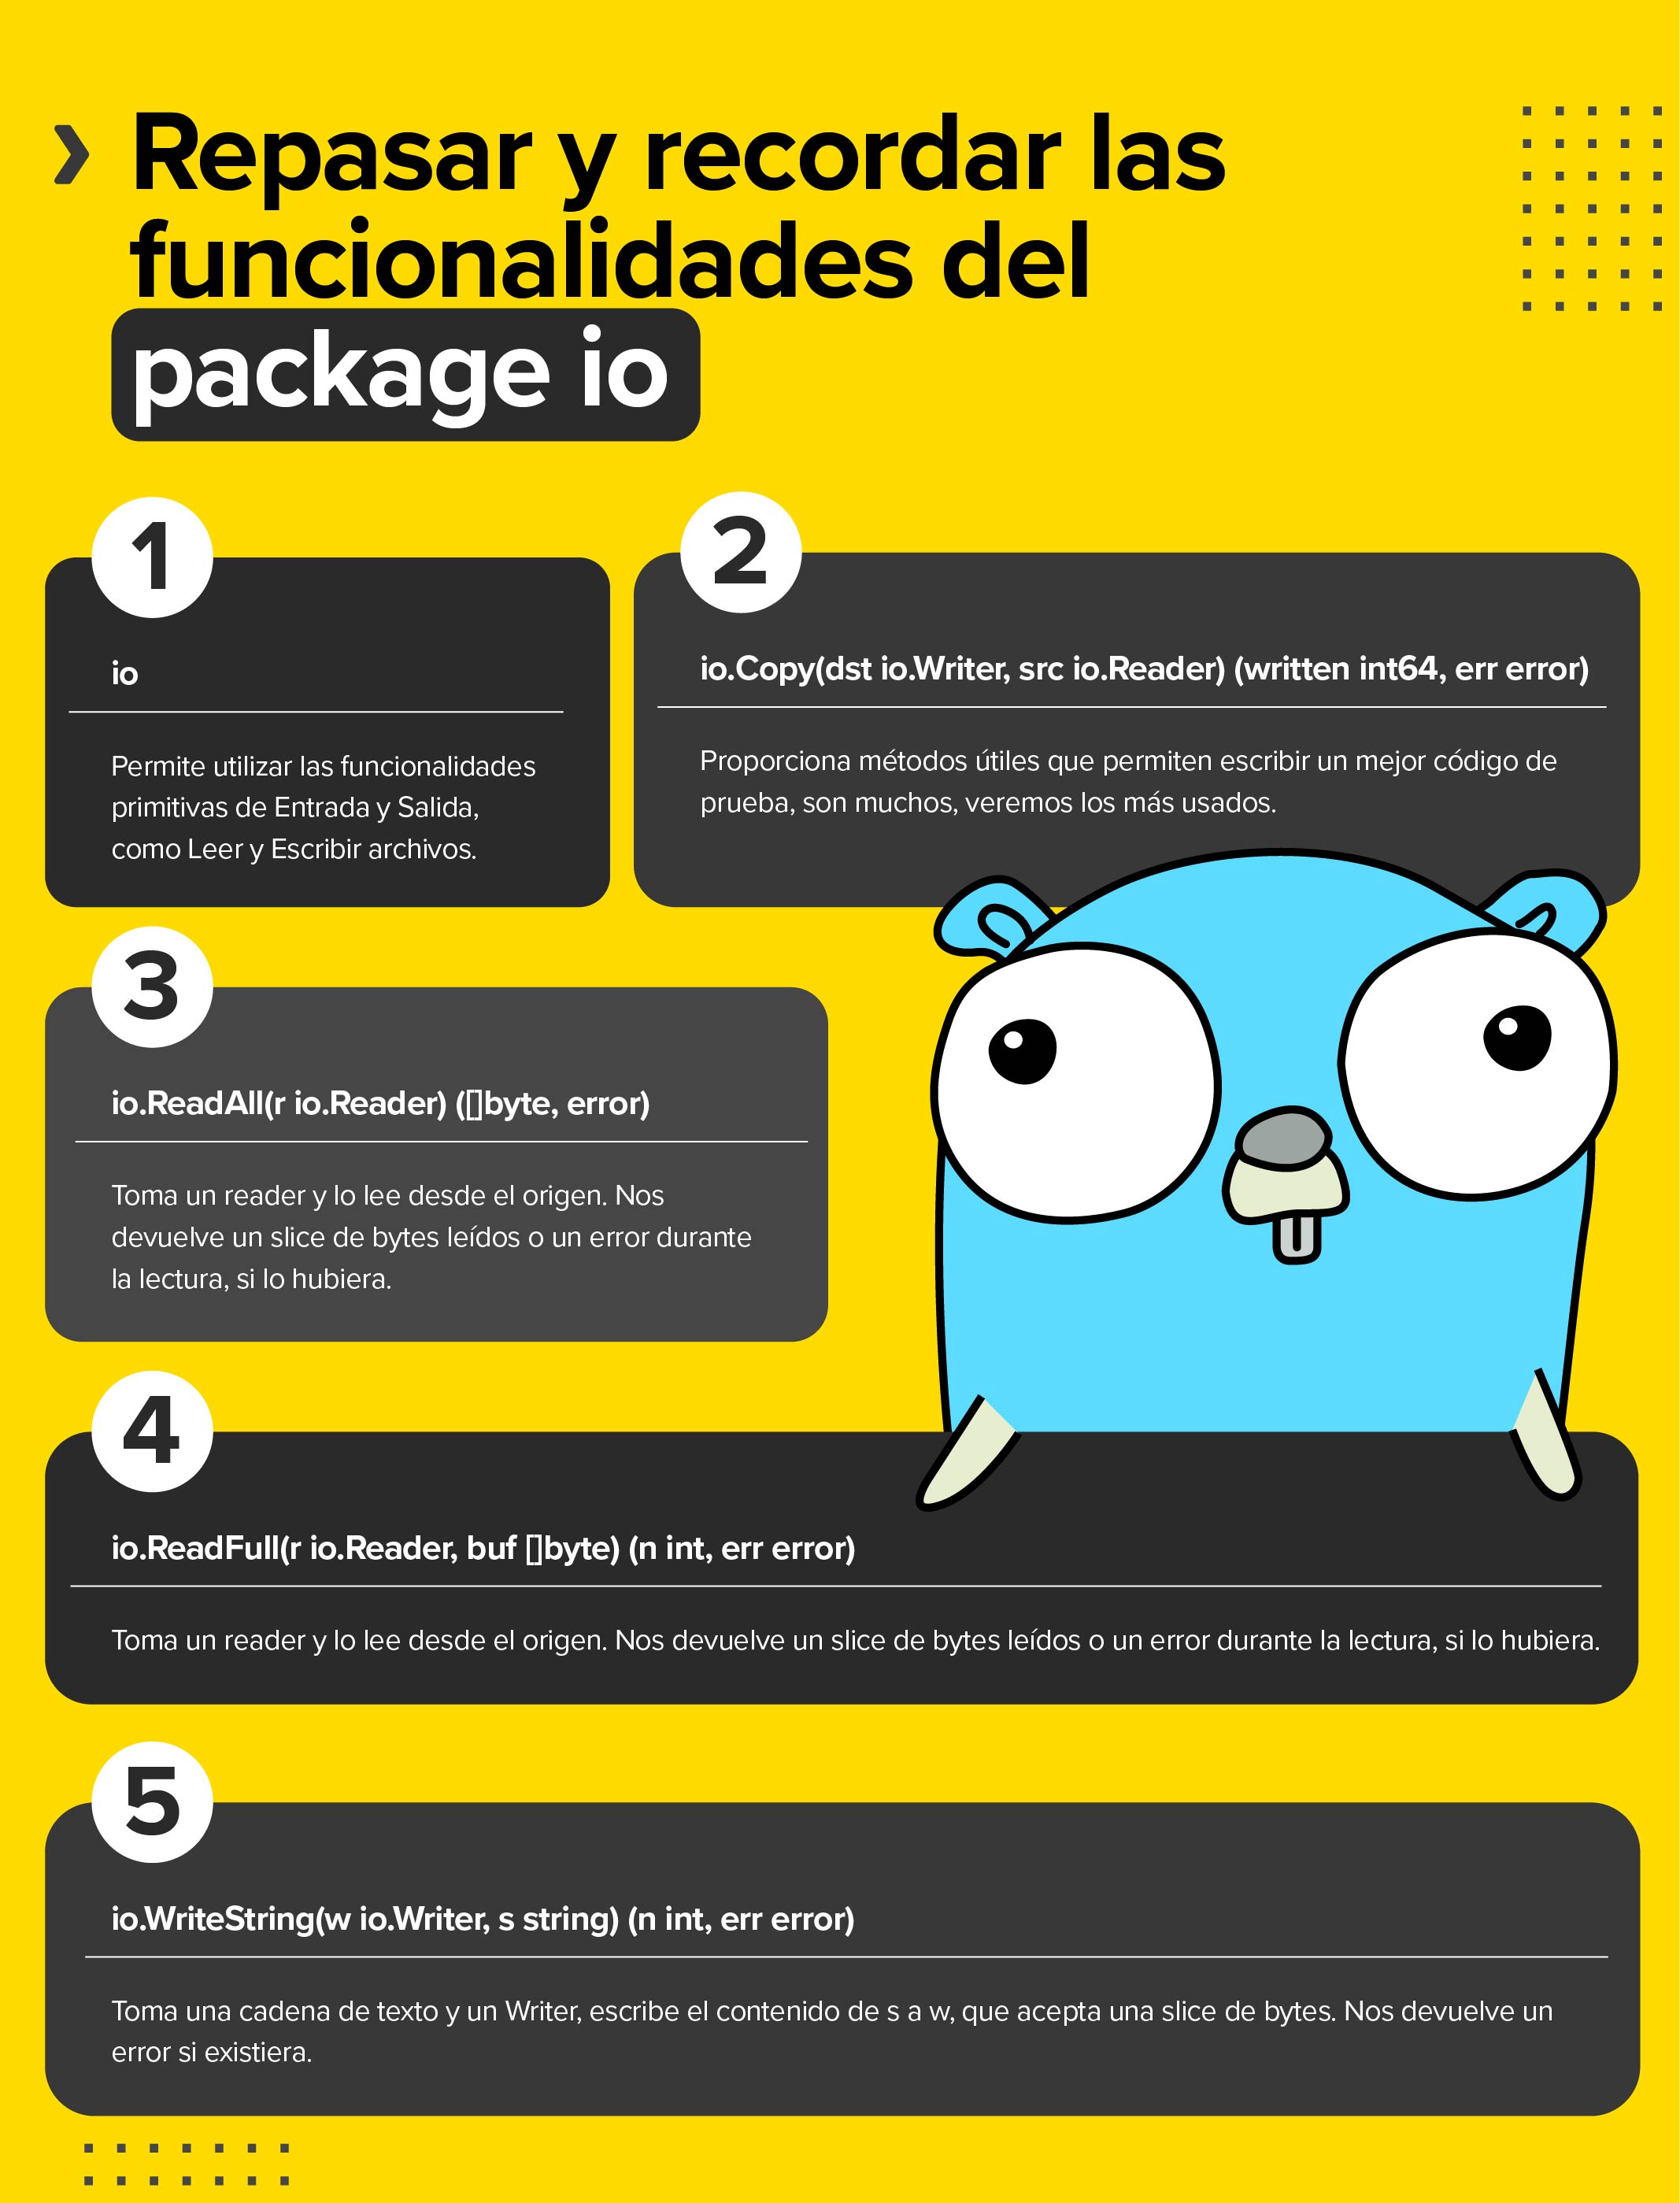 Repasar y recordar las
funcionalidades del
package io
1
io
Permite utilizar las funcionalidades
primitivas de Entrada y Salida,
como Leer y Escribir archivos.
2
io.Copy(dst io.Writer, src io.Reader) (written int64, err error)
Proporciona métodos útiles que permiten escribir un mejor código de
prueba, son muchos, veremos los más usados.
3
io.ReadAll(r io.Reader) ([]byte, error)
Toma un reader y lo lee desde el origen. Nos
devuelve un slice de bytes leídos o un error durante
la lectura, si lo hubiera.
4
io.ReadFull(r io.Reader, buf []byte) (n int, err error)
Toma un reader y lo lee desde el origen. Nos devuelve un slice de bytes leídos o un error durante la lectura, si lo hubiera.
5
io.WriteString(w io.Writer, s string) (n int, err error)
Toma una cadena de texto y un Writer, escribe el contenido de s a w, que acepta una slice de bytes. Nos devuelve un
error si existiera.